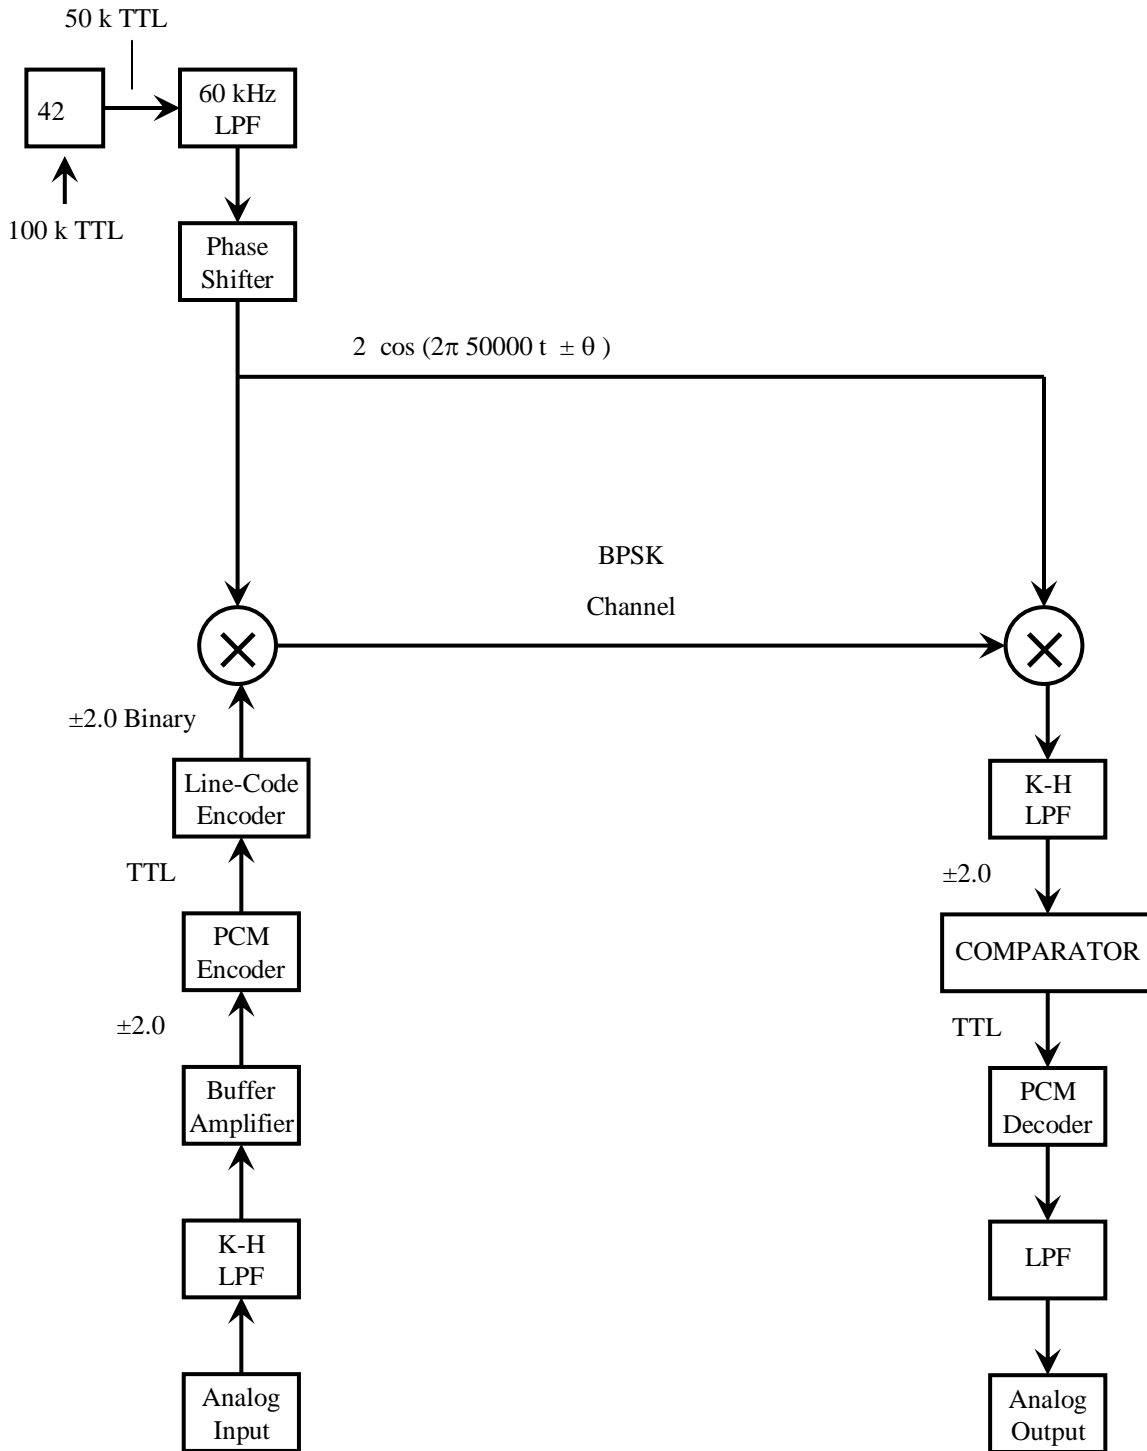 50 k TTL
42
60 kHz
LPF
100 k TTL
Phase
Shifter
2 cos (2π 50000 t ± θ )
BPSK
Channel
±2.0 Binary
Line-Code
Encoder
TTL
PCM
Encoder
±2.0
Buffer
Amplifier
K-H
LPF
Analog
Input
K-H
LPF
±2.0
COMPARATOR
TTL
PCM
Decoder
LPF
Analog
Output